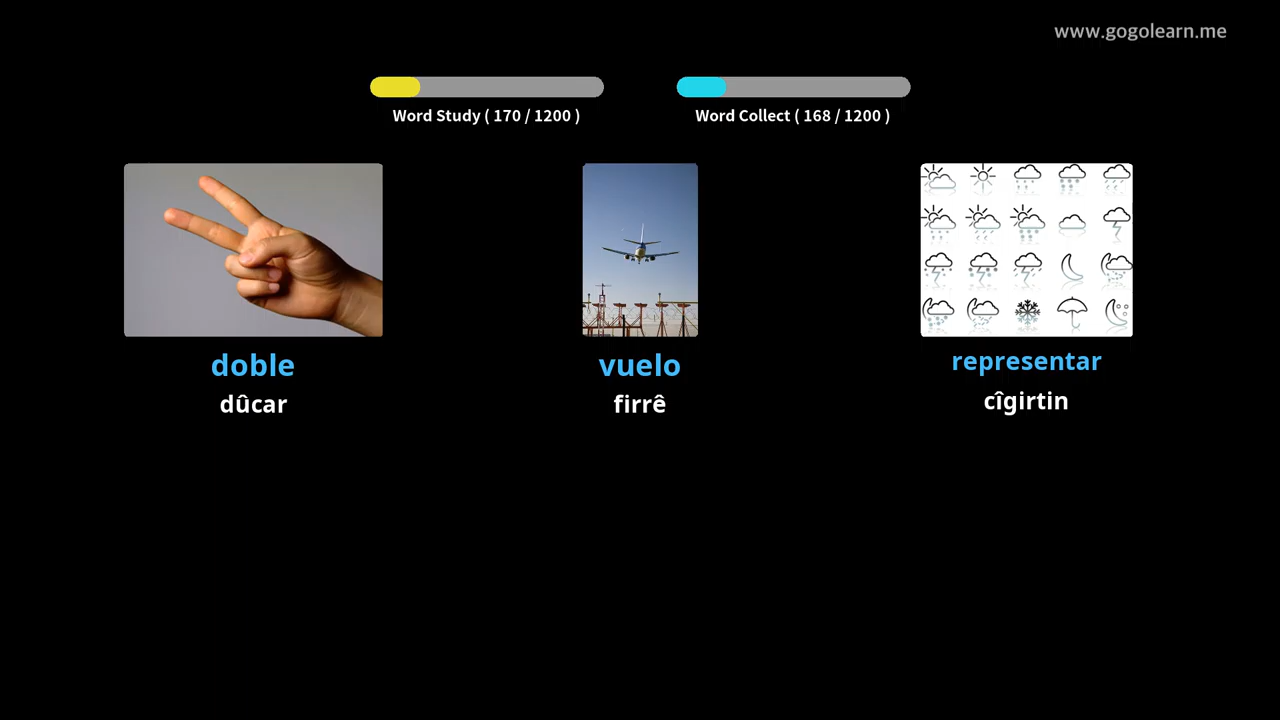 www.gogolearn.me
Word Study ( 170 / 1200 )
Word Collect ( 168 / 1200 )
doble
dûcar
vuelo
firrê
representar
cîgirtin